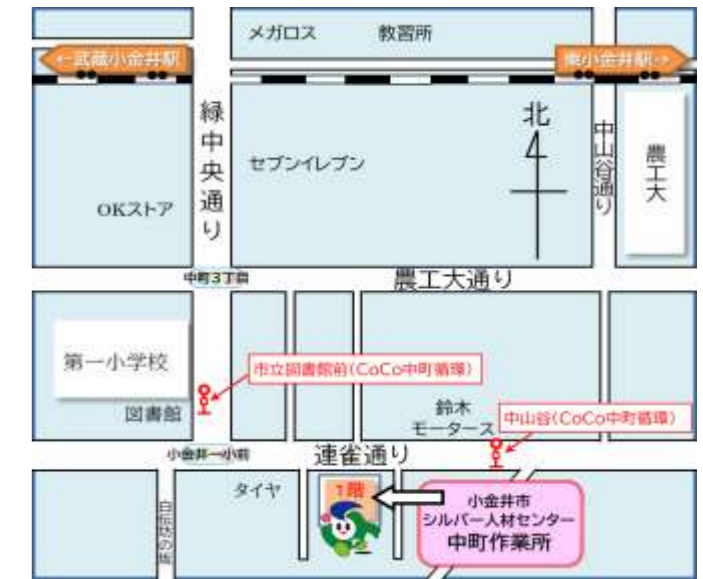 メガロス
教習所
←武蔵小金井駅
東小金井駅→
緑中央通り
北
中山谷通り
農工大
セブンイレブン
OKストア
中町3丁目
農工大通り
第一小学校
図書館
市立図書館前(CoCo中町循環)
鈴木
モータース
中山谷(CoCo中町循環)
小金井一小前
連雀通り
白伝坊の坂
タイヤ
1階
小金井市
シルバー人材センター
中町作業所